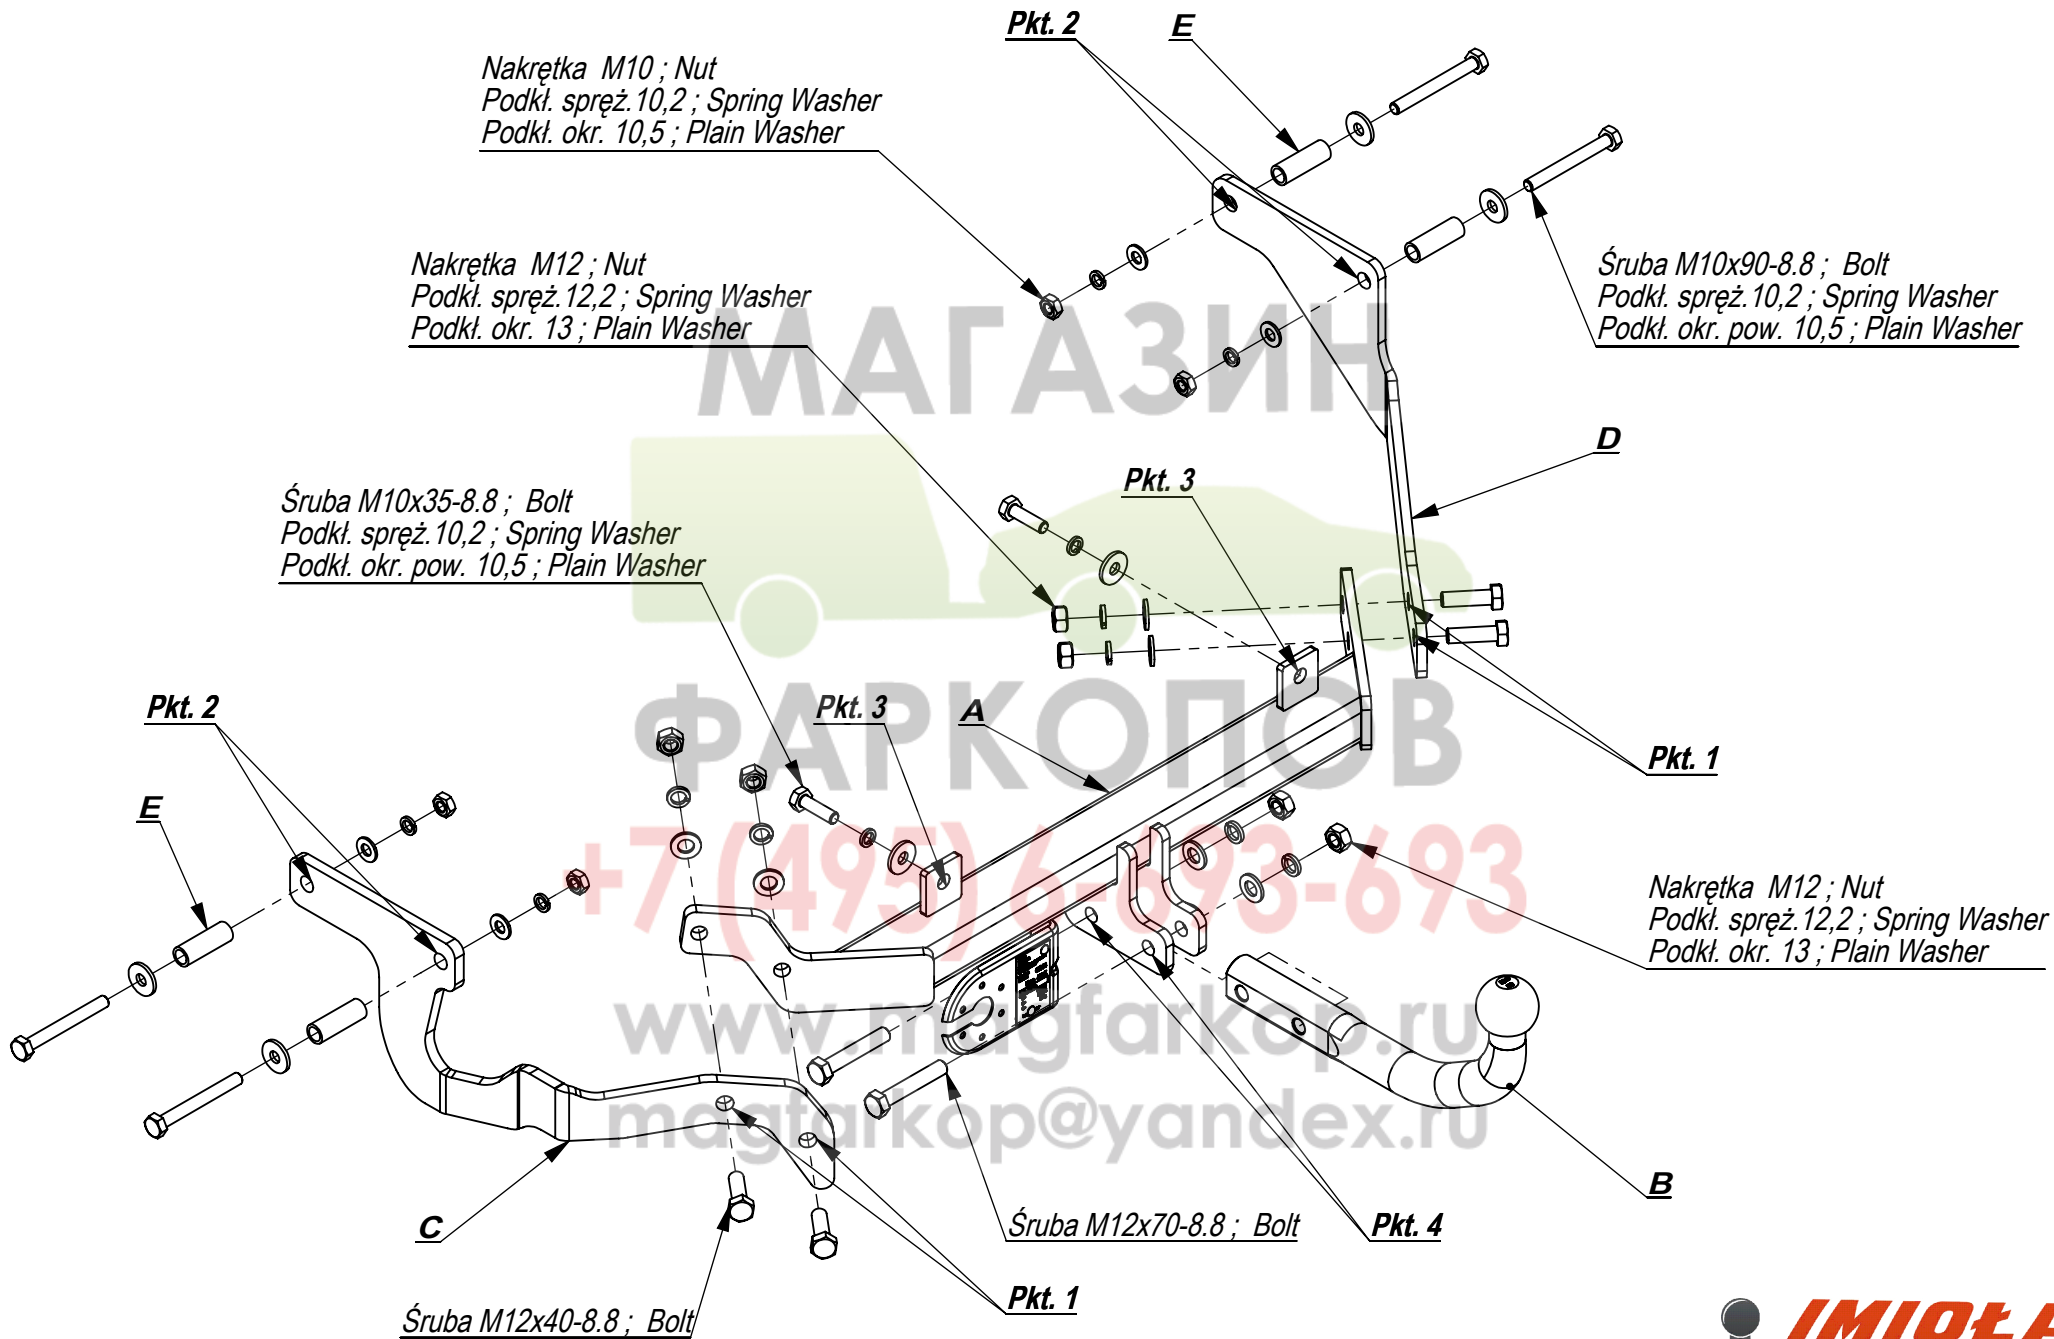 Pkt. 2
E
Nakrętka M10 ; Nut
Podkł. spręż.10,2 ; Spring Washer
Podkł. okr. 10,5 ; Plain Washer
Nakrętka M12 ; Nut
Podkł. spręż.12,2 ; Spring Washer
Podkł. okr. 13 ; Plain Washer
Śruba M10x90-8.8 ; Bolt
Podkł. spręż.10,2 ; Spring Washer
Podkł. okr. pow. 10,5 ; Plain Washer
МАГАЗИН
D
Pkt. 3
Śruba M10x35-8.8 ; Bolt
Podkł. spręż.10,2 ; Spring Washer
Podkł. okr. pow. 10,5 ; Plain Washer
Pkt. 2
Pkt. 3
A
ФАРКОПОВ
Pkt. 1
E
+7(495) 6-693-693
Nakrętka M12 ; Nut
Podkł. spręż.12,2 ; Spring Washer
Podkł. okr. 13 ; Plain Washer
www.magfarkop.ru
magfarkop@yandex.ru
B
C
Śruba M12x70-8.8 ; Bolt
Pkt. 4
Pkt. 1
Śruba M12x40-8.8 ; Bolt
IMIOŁA